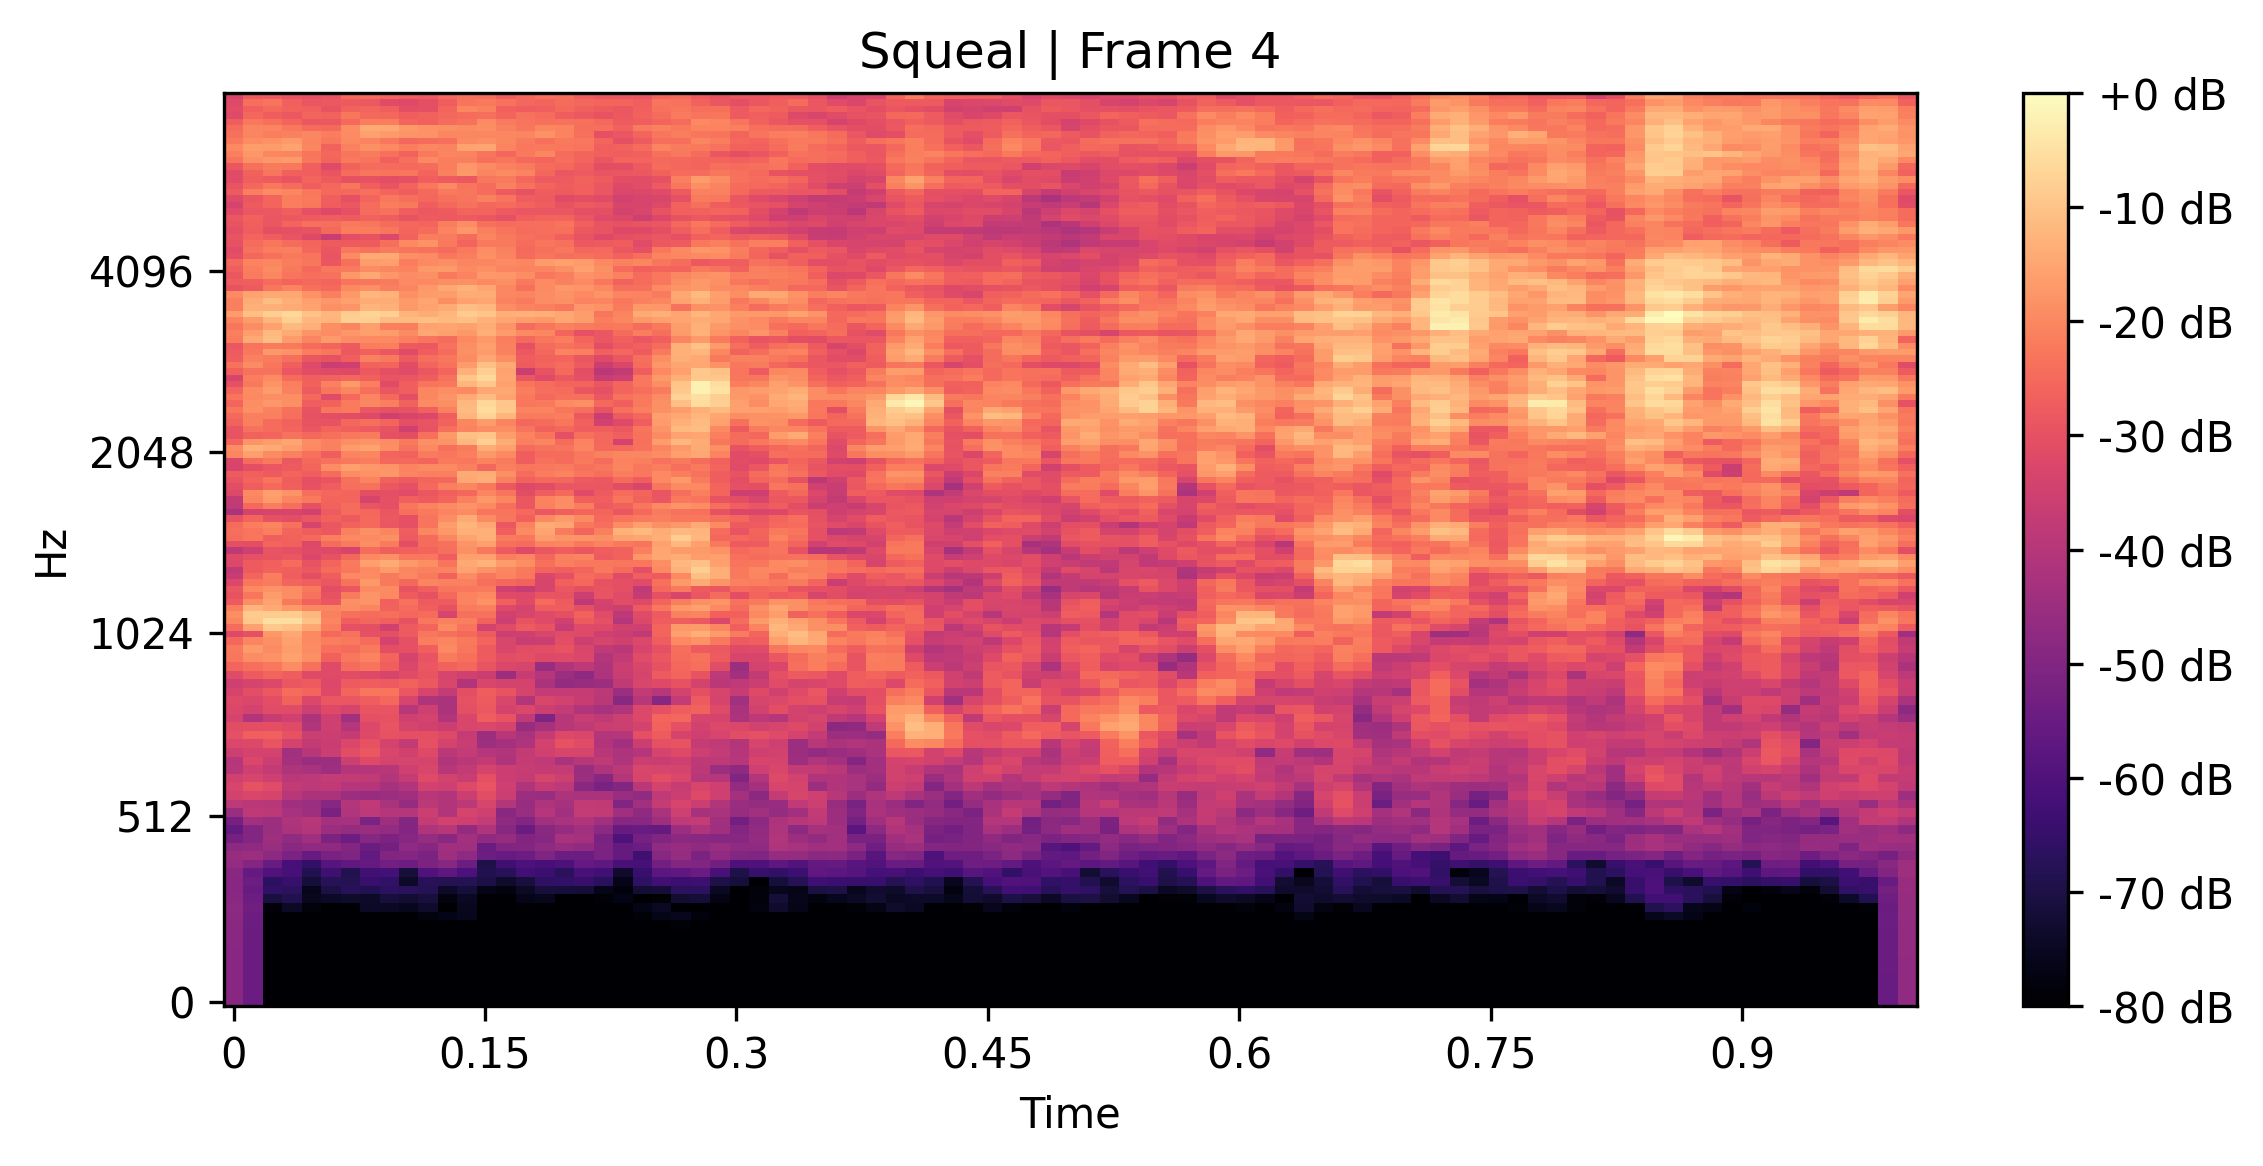 Squeal | Frame 4
+0 dB
-10 dB
-20 dB
-30 dB
-40 dB
-50 dB
-60 dB
-70 dB
-80 dB
Hz
4096
2048
1024
512
0
0 0.15 0.3 0.45 0.6 0.75 0.9
Time